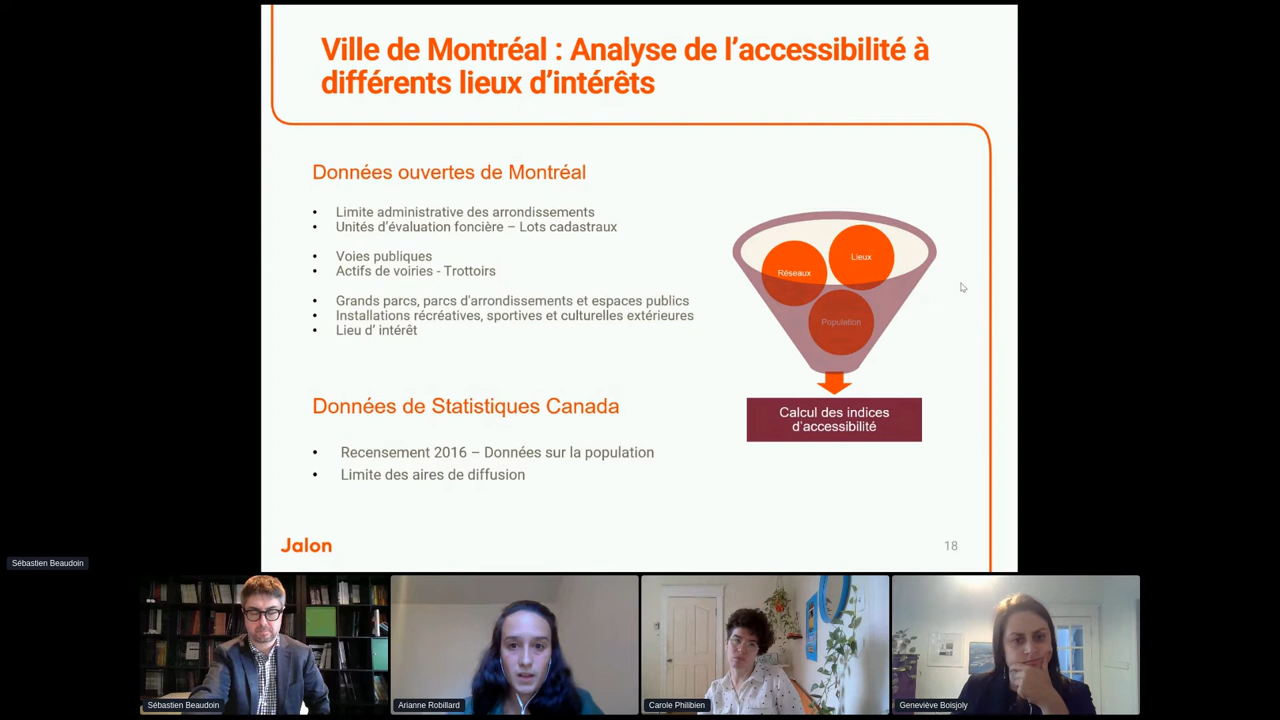 Ville de Montréal : Analyse de l’accessibilité à
différents lieux d’intérêts
Données ouvertes de Montréal
• Limite administrative des arrondissements
• Unités d’évaluation foncière – Lots cadastraux
• Voies publiques
• Actifs de voiries - Trottoirs
• Grands parcs, parcs d'arrondissements et espaces publics
• Installations récréatives, sportives et culturelles extérieures
• Lieu d’ intérêt
Réseaux
Lieux
Population
Calcul des indices
d’accessibilité
Données de Statistiques Canada
• Recensement 2016 – Données sur la population
• Limite des aires de diffusion
Jalon
18
Sébastien Beaudoin
Sébastien Beaudoin
Arianne Robillard
Carole Philibien
Geneviève Boisjoly